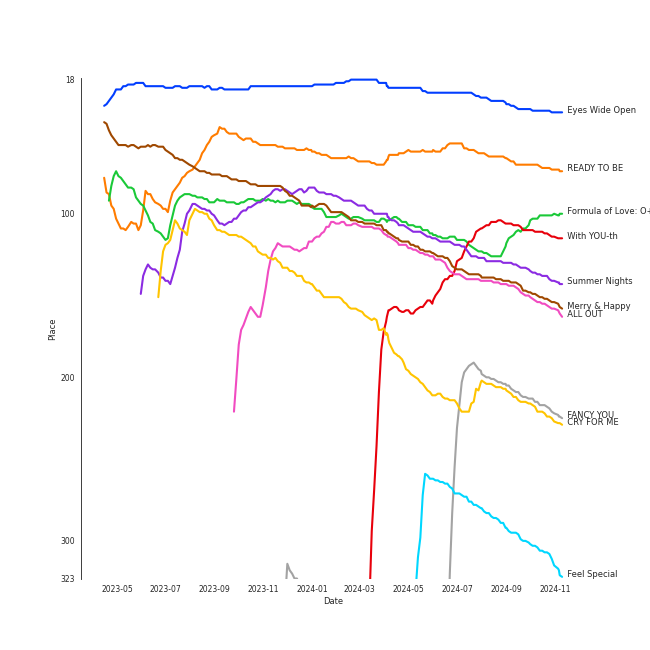 18
100
200
300
323
Place
2023-05
2023-07
2023-09
2023-11
2024-01
2024-03
2024-05
2024-07
2024-09
2024-11
Date
Eyes Wide Open
READY TO BE
Formula of Love: O+
With YOU-th
Summer Nights
Merry & Happy
ALL OUT
FANCY YOU
CRY FOR ME
Feel Special